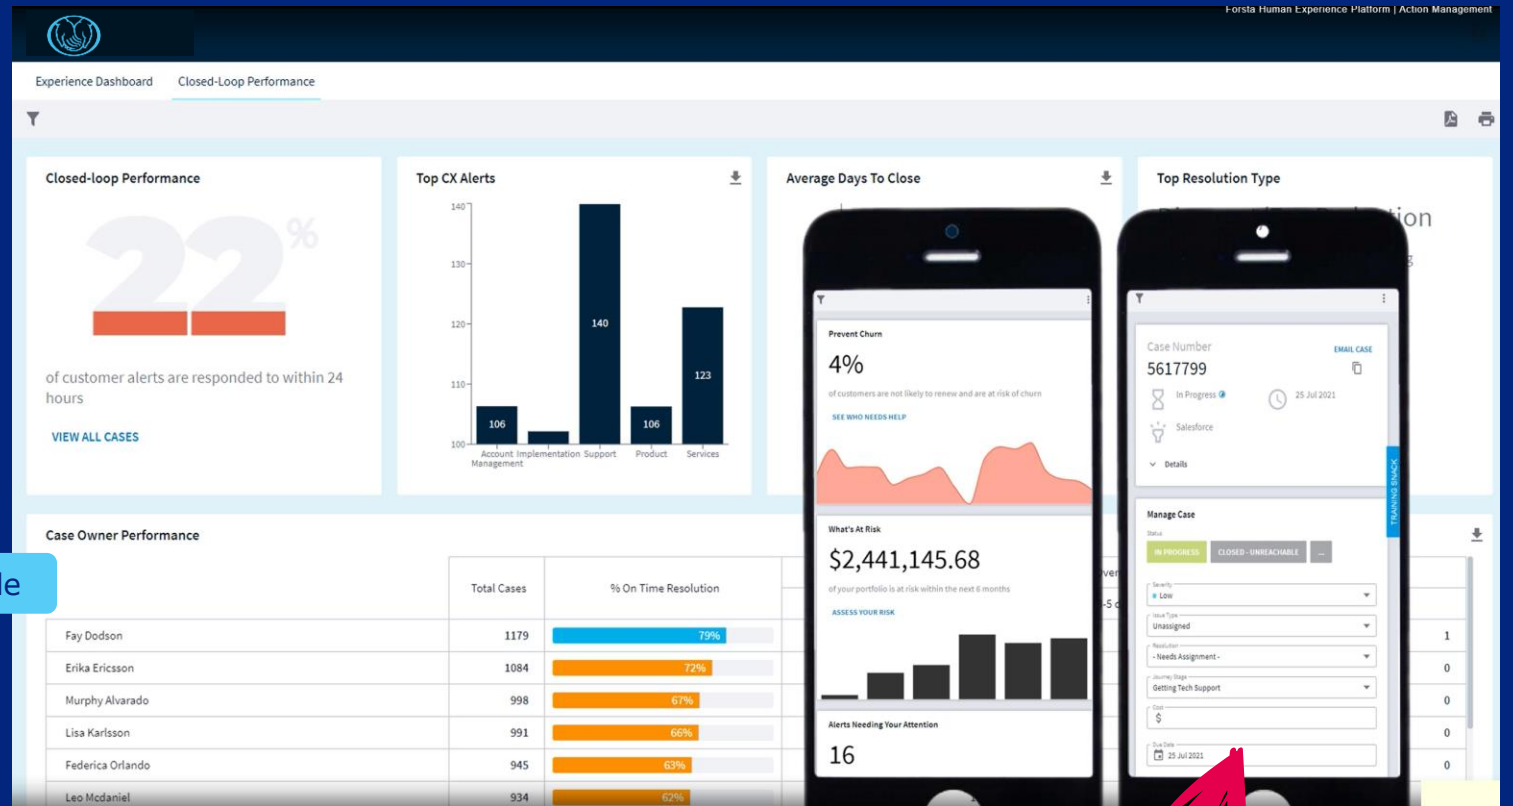 Forsta Human Experience Platform | Action Management
Experience Dashboard
Closed-Loop Performance
Closed-loop Performance
22%
of customer alerts are responded to within 24
hours
VIEW ALL CASES
Top CX Alerts
140
130
120
110
100
106
140
106
123
Account
Management
Implementation
Support
Product
Services
Average Days To Close
Top Resolution Type
Prevent Churn
4%
of customers are not likely to renew and are at risk of churn
SEE WHO NEEDS HELP
What's At Risk
$2,441,145.68
of your portfolio is at risk within the next 6 months
ASSESS YOUR RISK
Alerts Needing Your Attention
16
Case Number
EMAIL CASE
5617799
In Progress
25 Jul 2021
Salesforce
Details
TRAINING SNACK
Manage Case
Status
IN PROGRESS
CLOSED - UNREACHABLE
...
Severity
Low
Issue Type
Unassigned
Resolution
- Needs Assignment -
Journey Stage
Getting Tech Support
Cost
$
Due Date
25 Jul 2021
Case Owner Performance
Total Cases
% On Time Resolution
Fay Dodson 1179 79% 1
Erika Ericsson 1084 72% 0
Murphy Alvarado 998 67% 0
Lisa Karlsson 991 66% 0
Federica Orlando 945 63% 0
Leo Mcdaniel 934 62%